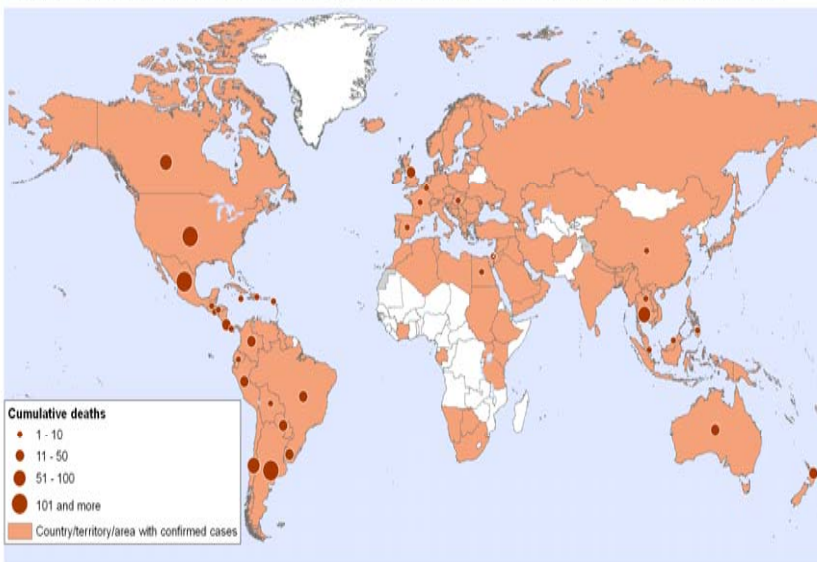 Cumulative deaths
1 - 10
11 - 50
51 - 100
101 and more
Country/territory/area with confirmed cases